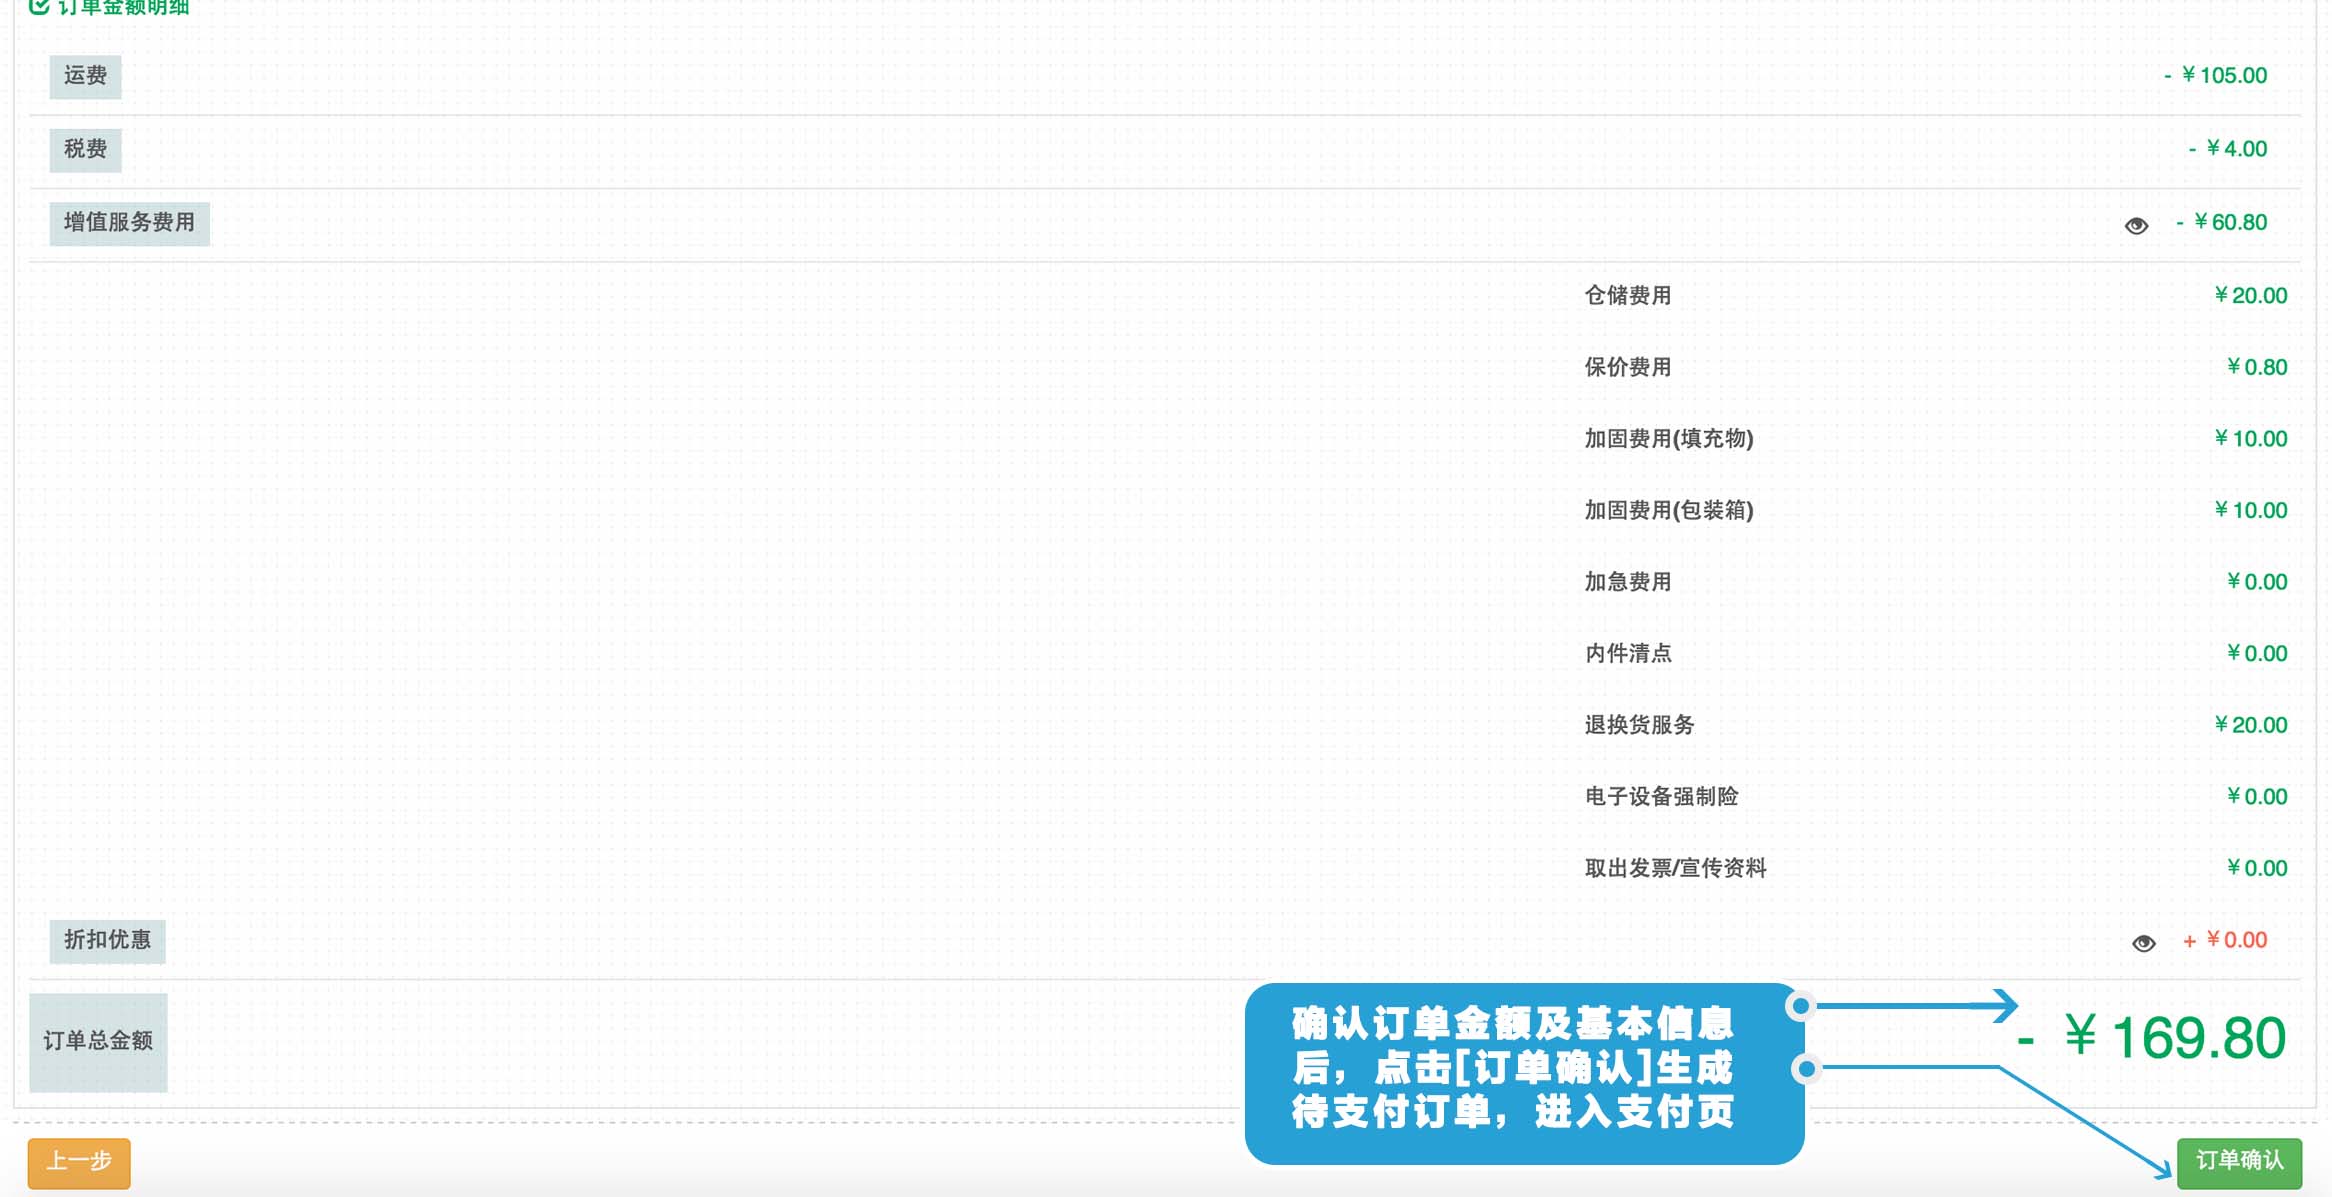 订单金额明细
运费 - ¥105.00
税费 - ¥4.00
增值服务费用 - ¥60.80
仓储费用 ¥20.00
保价费用 ¥0.80
加固费用(填充物) ¥10.00
加固费用(包装箱) ¥10.00
加急费用 ¥0.00
内件清点 ¥0.00
退换货服务 ¥20.00
电子设备强制险 ¥0.00
取出发票/宣传资料 ¥0.00
折扣优惠 + ¥0.00
订单总金额 - ¥169.80
确认订单金额及基本信息
后，点击[订单确认]生成
待支付订单，进入支付页
上一步 订单确认